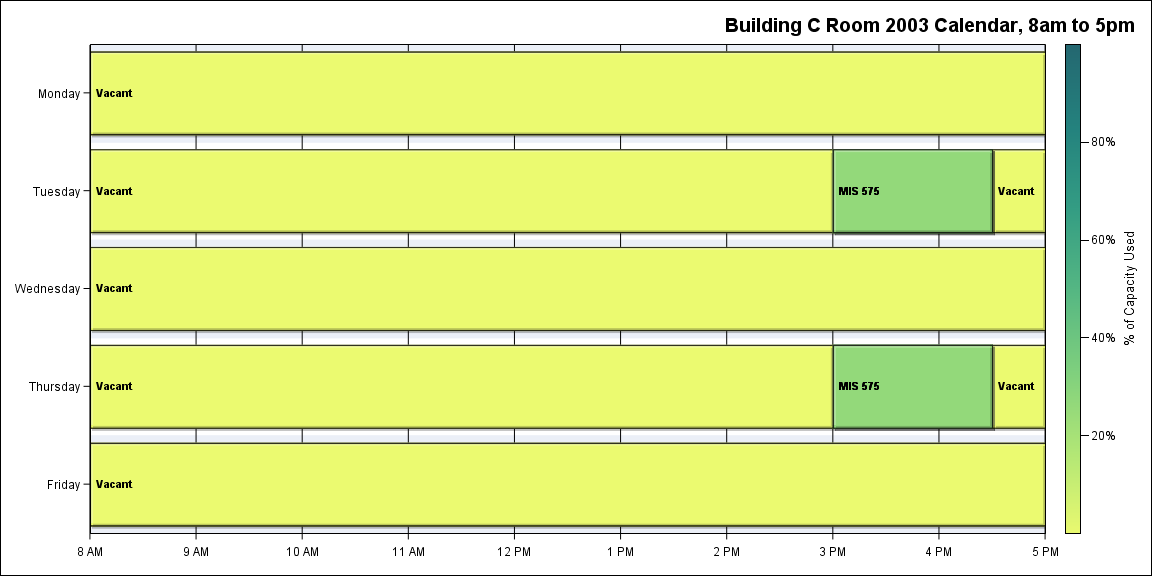 Building C Room 2003 Calendar, 8am to 5pm
Monday
Vacant
80%
Tuesday
Vacant
MIS 575
Vacant
60%
% of Capacity Used
Wednesday
Vacant
40%
Thursday
Vacant
MIS 575
Vacant
20%
Friday
Vacant
8 AM 9 AM 10 AM 11 AM 12 PM 1 PM 2 PM 3 PM 4 PM 5 PM